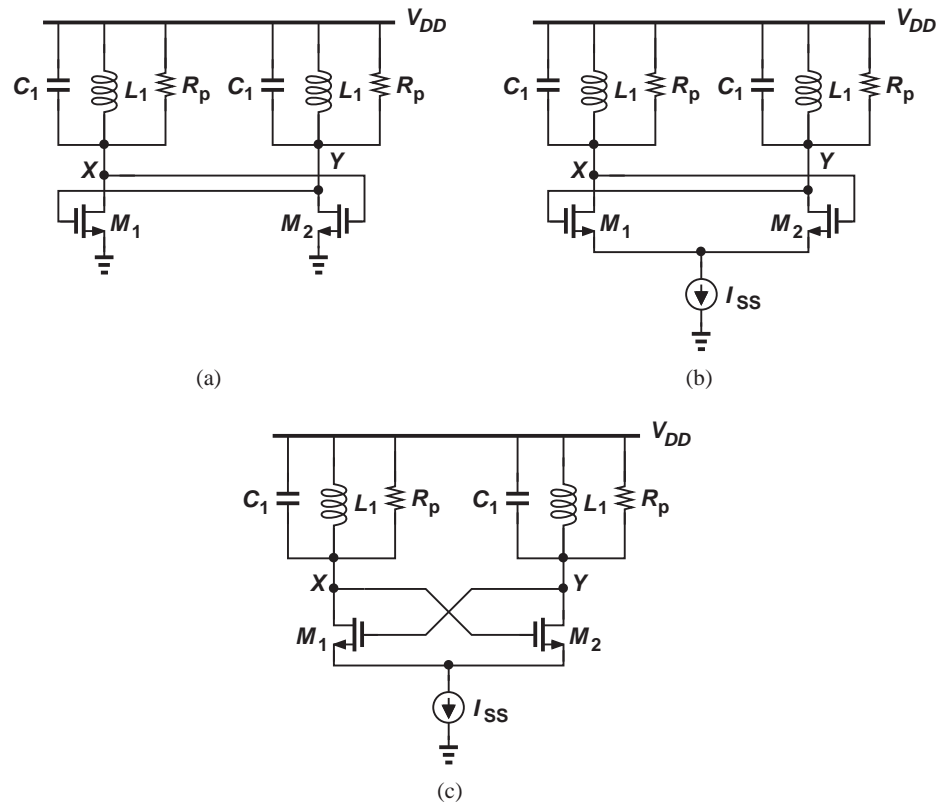 V_DD V_DD
C_1 L_1 R_p C_1 L_1 R_p C_1 L_1 R_p C_1 L_1 R_p
X Y X Y
M_1 M_2 M_1 M_2
I_SS
(a) (b)
V_DD
C_1 L_1 R_p C_1 L_1 R_p
X Y
M_1 M_2
I_SS
(c)